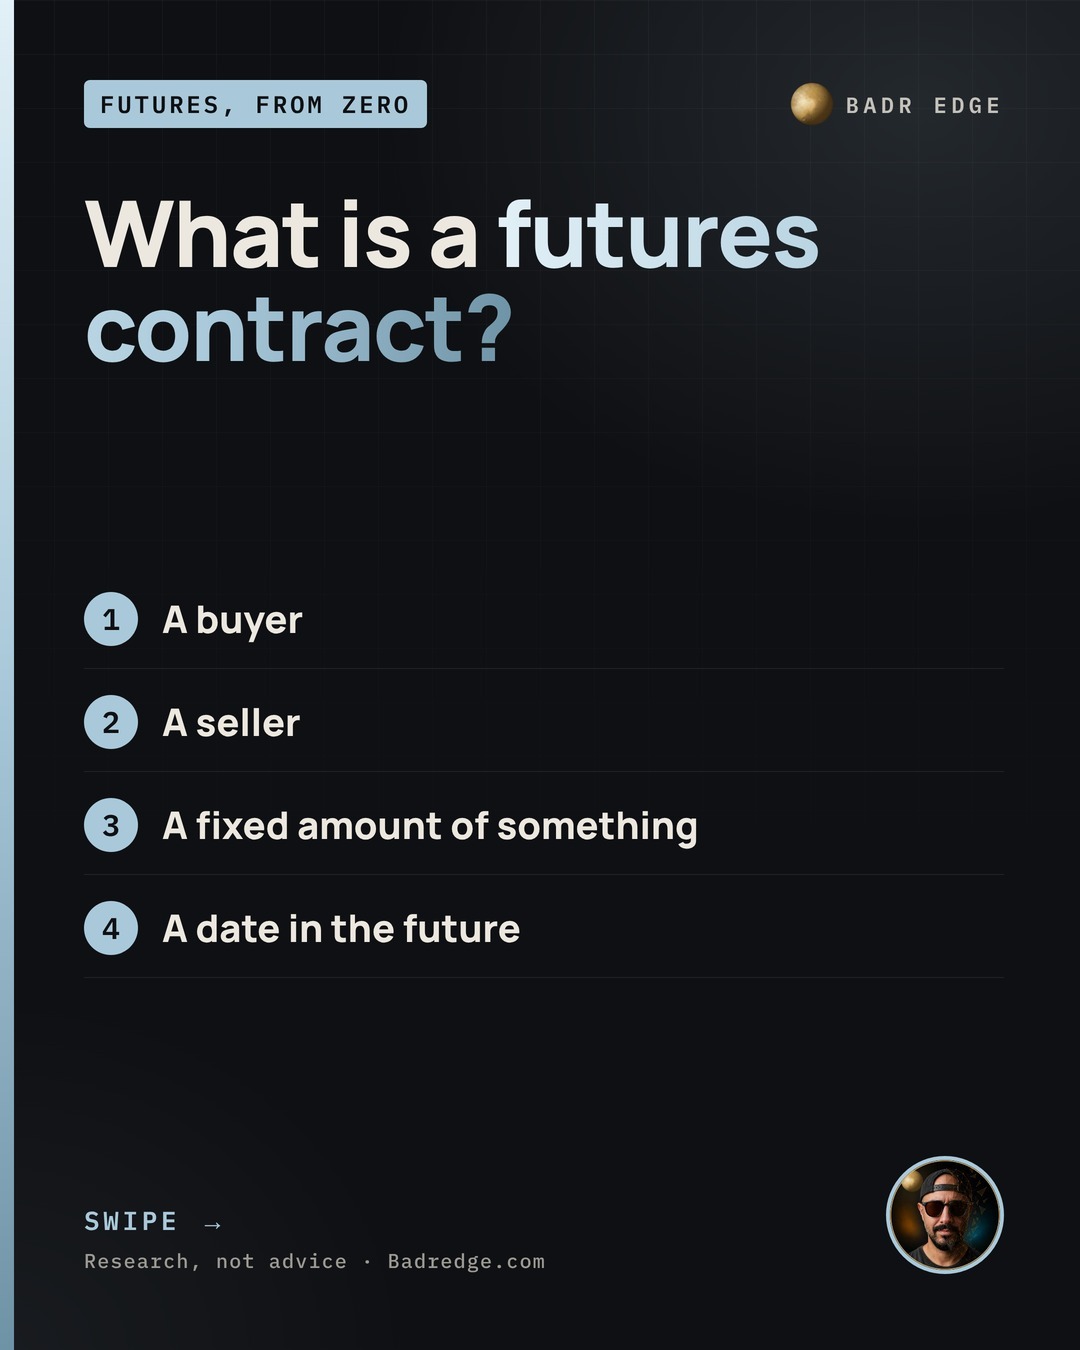 FUTURES, FROM ZERO
BADR EDGE
What is a futures
contract?
1 A buyer
2 A seller
3 A fixed amount of something
4 A date in the future
SWIPE →
Research, not advice · Badredge.com